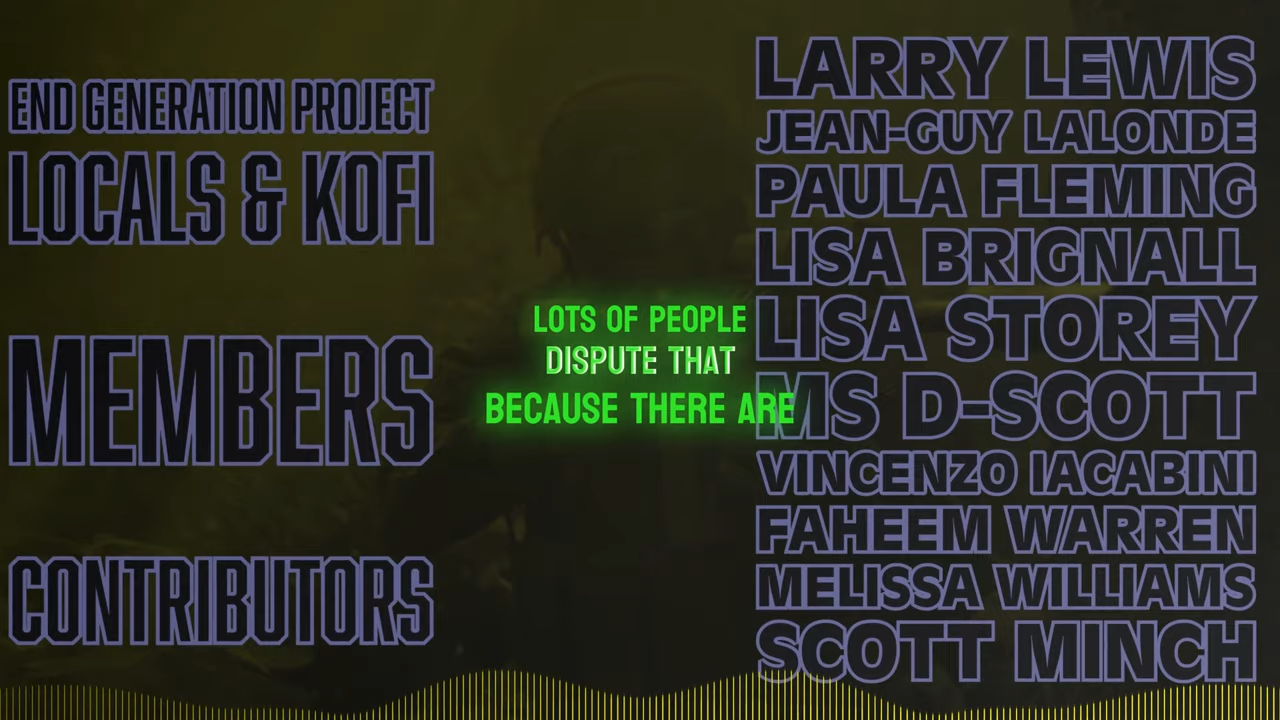 END GENERATION PROJECT
LOCALS & KOFI
MEMBERS
CONTRIBUTORS
LOTS OF PEOPLE
DISPUTE THAT
BECAUSE THERE ARE
LARRY LEWIS
JEAN-GUY LALONDE
PAULA FLEMING
LISA BRIGNALL
LISA STOREY
MS D-SCOTT
VINCENZO IACABINI
FAHEEM WARREN
MELISSA WILLIAMS
SCOTT MINCH